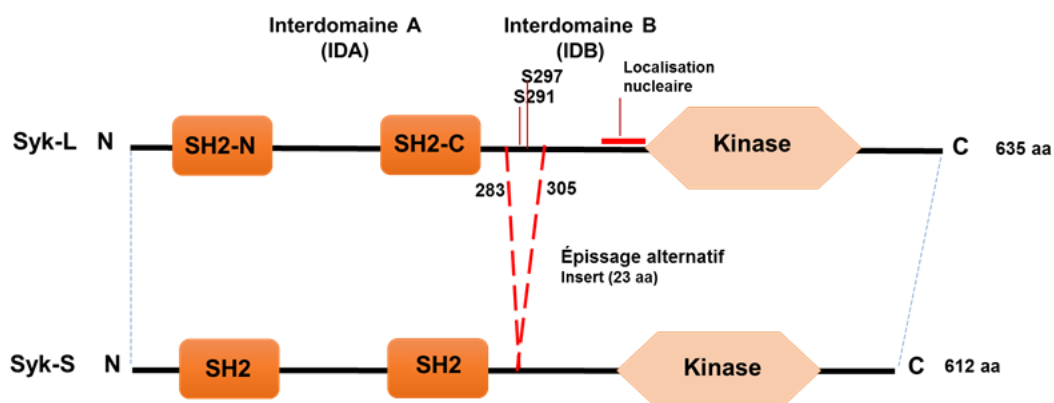 Interdomaine A
(IDA)
Interdomaine B
(IDB)
Localisation
nucleaire
S297
S291
Syk-L N SH2-N SH2-C Kinase C 635 aa
283 305
Épissage alternatif
Insert (23 aa)
Syk-S N SH2 SH2 Kinase C 612 aa